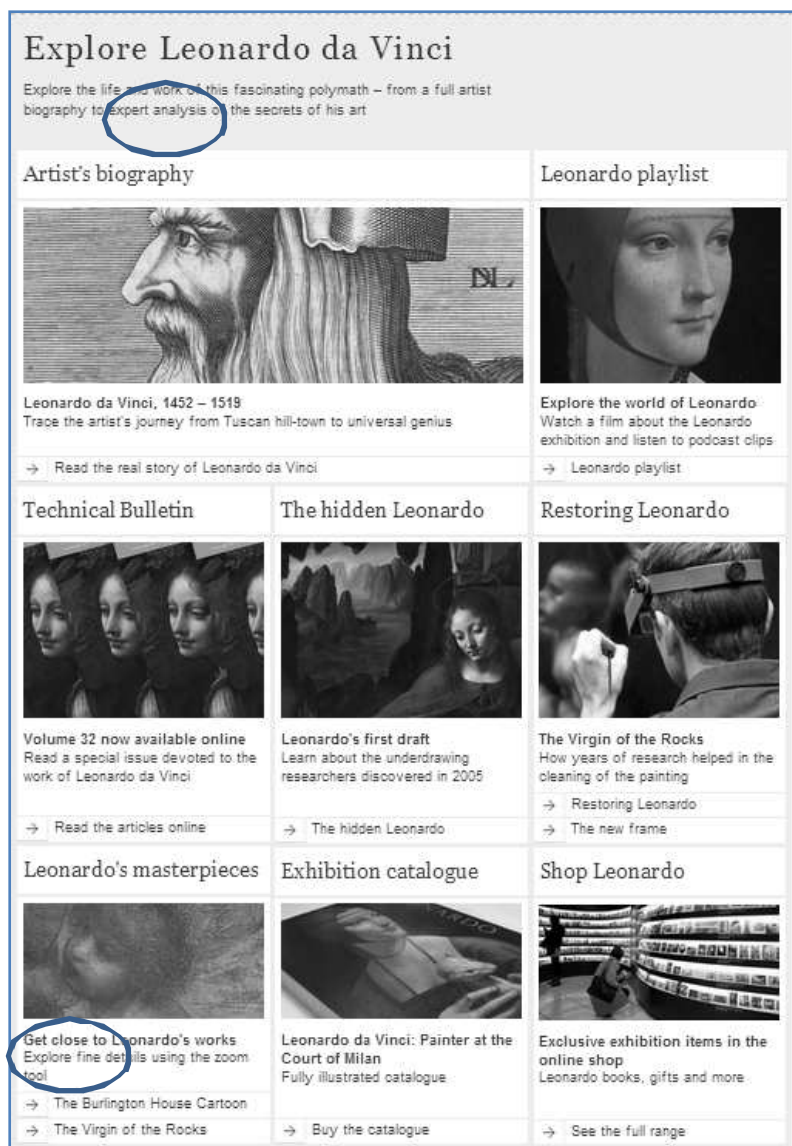 Explore Leonardo da Vinci
Explore the life and work of this fascinating polymath – from a full artist
biography to expert analysis of the secrets of his art
Artist's biography
Leonardo playlist
Leonardo da Vinci, 1452 – 1519
Trace the artist's journey from Tuscan hill-town to universal genius
→ Read the real story of Leonardo da Vinci
Explore the world of Leonardo
Watch a film about the Leonardo
exhibition and listen to podcast clips
→ Leonardo playlist
Technical Bulletin
The hidden Leonardo
Restoring Leonardo
Volume 32 now available online
Read a special issue devoted to the
work of Leonardo da Vinci
→ Read the articles online
Leonardo's first draft
Learn about the underdrawing
researchers discovered in 2005
→ The hidden Leonardo
The Virgin of the Rocks
How years of research helped in the
cleaning of the painting
→ Restoring Leonardo
→ The new frame
Leonardo's masterpieces
Exhibition catalogue
Shop Leonardo
Get close to Leonardo's works
Explore fine details using the zoom
tool
→ The Burlington House Cartoon
→ The Virgin of the Rocks
Leonardo da Vinci: Painter at the
Court of Milan
Fully illustrated catalogue
→ Buy the catalogue
Exclusive exhibition items in the
online shop
Leonardo books, gifts and more
→ See the full range